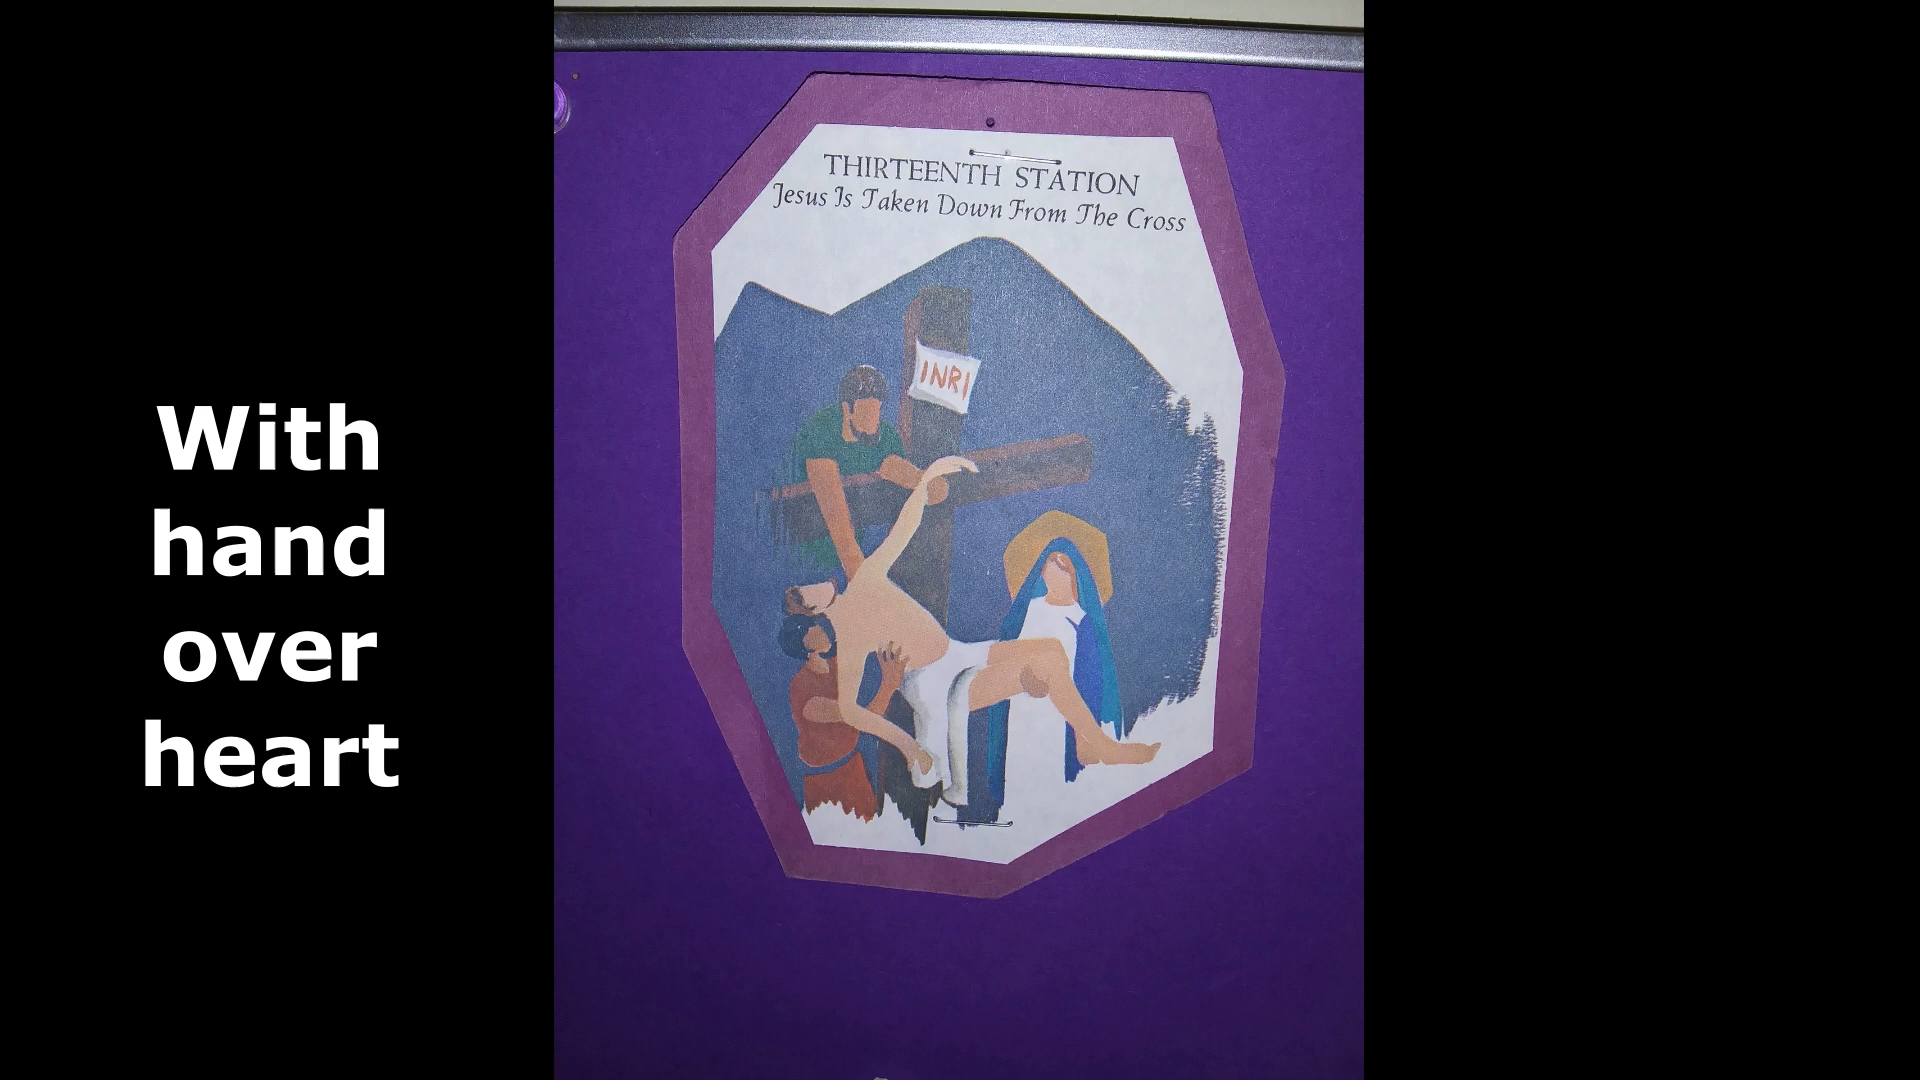 With
hand
over
heart
THIRTEENTH STATION
Jesus Is Taken Down From The Cross
INRI